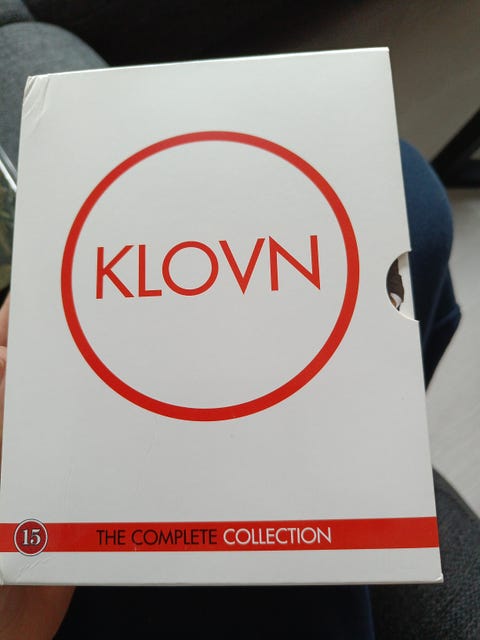 KLOVN
15 THE COMPLETE COLLECTION